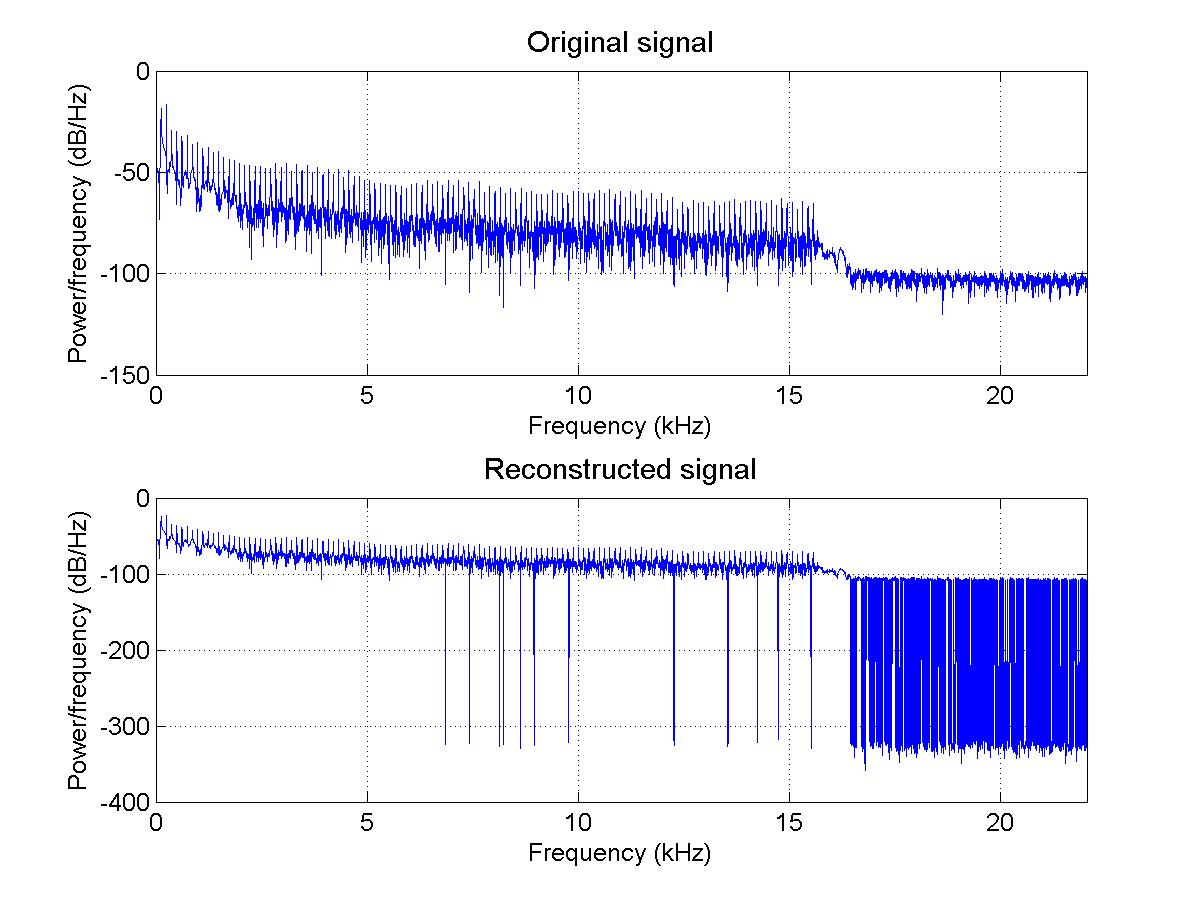 Original signal
Power/frequency (dB/Hz)
0
-50
-100
-150
0 5 10 15 20
Frequency (kHz)
Reconstructed signal
Power/frequency (dB/Hz)
0
-100
-200
-300
-400
0 5 10 15 20
Frequency (kHz)